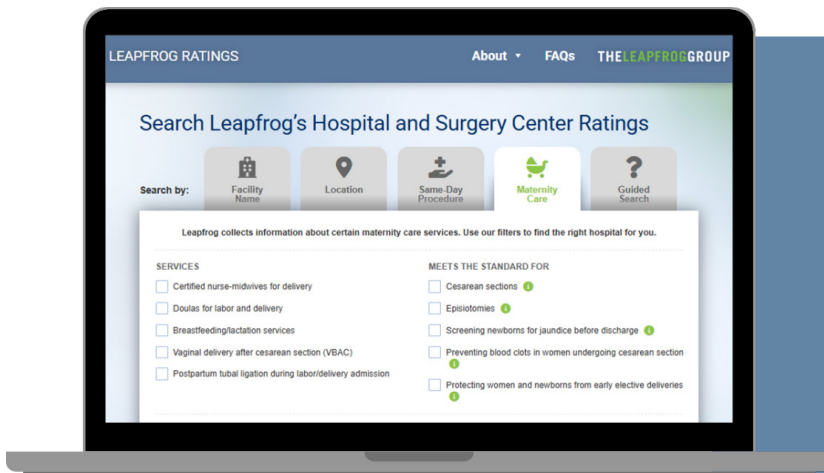 LEAPFROG RATINGS
About
FAQs
THELEAPFROGGROUP
Search Leapfrog's Hospital and Surgery Center Ratings
Search by:
Facility
Name
Location
Same-Day
Procedure
Maternity
Care
Guided
Search
Leapfrog collects information about certain maternity care services. Use our filters to find the right hospital for you.
SERVICES
Certified nurse-midwives for delivery
Doulas for labor and delivery
Breastfeeding/lactation services
Vaginal delivery after cesarean section (VBAC)
Postpartum tubal ligation during labor/delivery admission
MEETS THE STANDARD FOR
Cesarean sections
Episiotomies
Screening newborns for jaundice before discharge
Preventing blood clots in women undergoing cesarean section
Protecting women and newborns from early elective deliveries